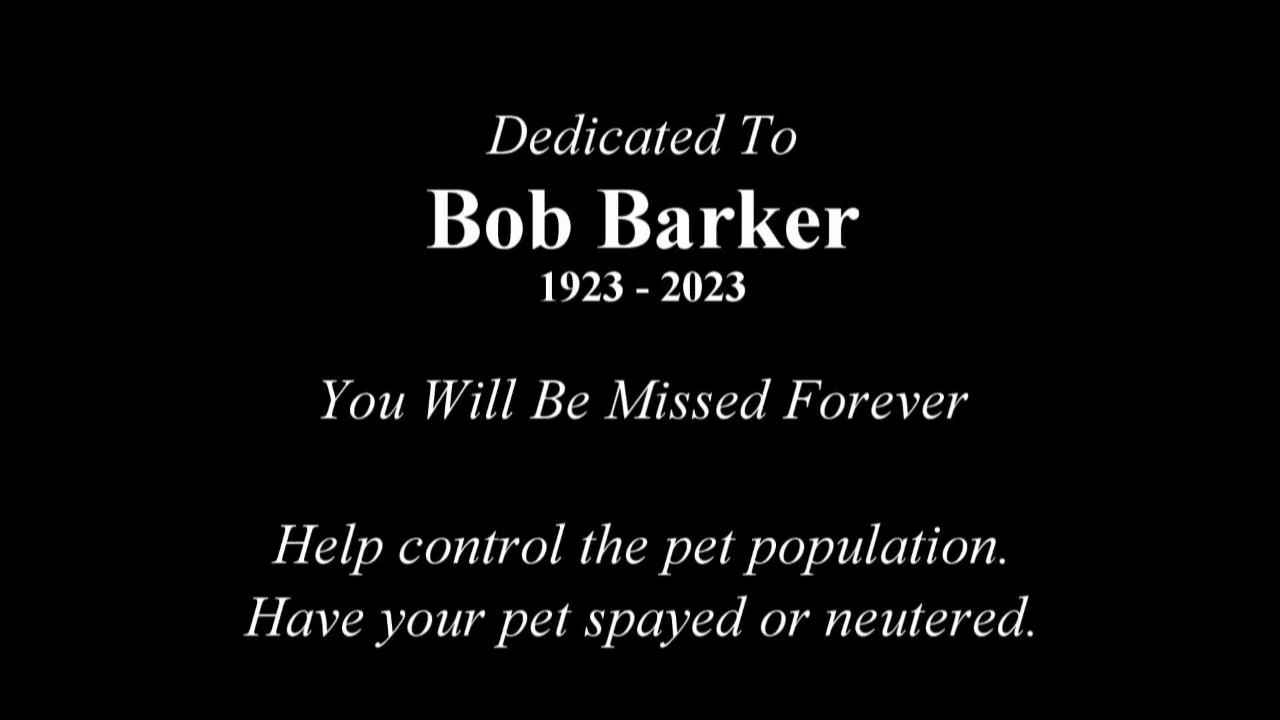 Dedicated To
Bob Barker
1923 - 2023
You Will Be Missed Forever
Help control the pet population.
Have your pet spayed or neutered.